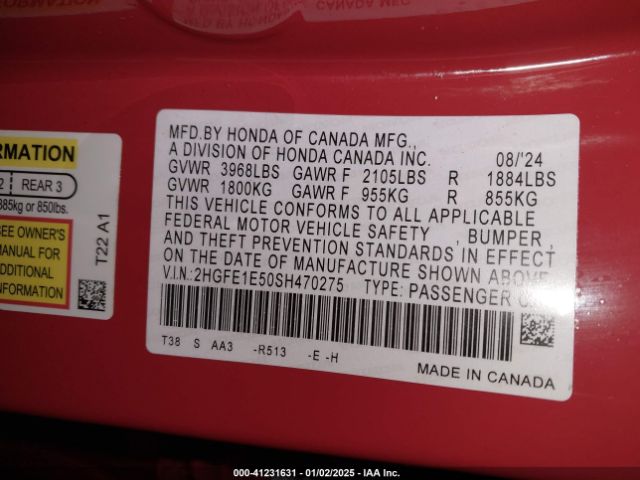 MFD.BY HONDA OF CANADA MFG.,
A DIVISION OF HONDA CANADA INC. 08/'24
GVWR 3968LBS GAWR F 2105LBS R 1884LBS
GVWR 1800KG GAWR F 955KG R 855KG
THIS VEHICLE CONFORMS TO ALL APPLICABLE
FEDERAL MOTOR VEHICLE SAFETY , BUMPER,
AND THEFT PREVENTION STANDARDS IN EFFECT
ON THE DATE OF MANUFACTURE SHOWN ABOVE.
V.I.N.:2HGFE1E50SH470275 TYPE: PASSENGER
T38 S AA3 -R513 -E -H
MADE IN CANADA
RMATION
2 REAR 3
385kg or 850lbs.
SEE OWNER'S
MANUAL FOR
ADDITIONAL
INFORMATION
T22 A1
000-41231631 - 01/02/2025 - IAA Inc.